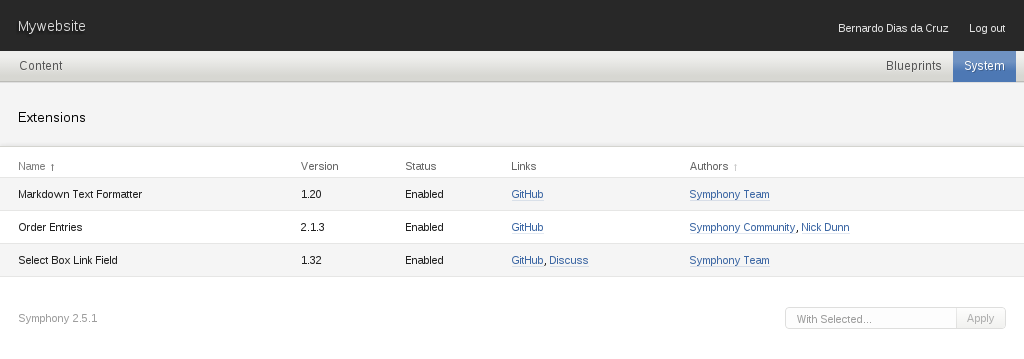 Mywebsite
Bernardo Dias da Cruz Log out
Content Blueprints System
Extensions
Name ↑ Version Status Links Authors ↑
Markdown Text Formatter 1.20 Enabled GitHub Symphony Team
Order Entries 2.1.3 Enabled GitHub Symphony Community, Nick Dunn
Select Box Link Field 1.32 Enabled GitHub, Discuss Symphony Team
Symphony 2.5.1 With Selected... Apply